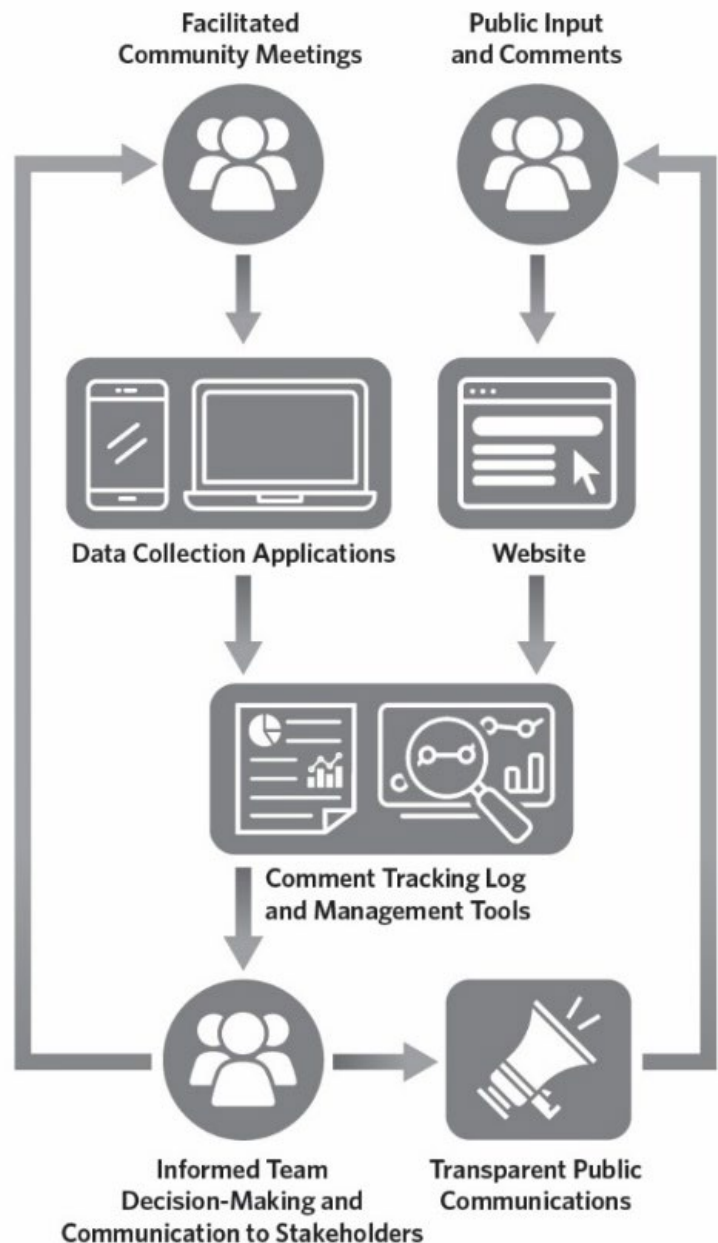 Facilitated
Community Meetings
Public Input
and Comments
Data Collection Applications
Website
Comment Tracking Log
and Management Tools
Informed Team
Decision-Making and
Communication to Stakeholders
Transparent Public
Communications